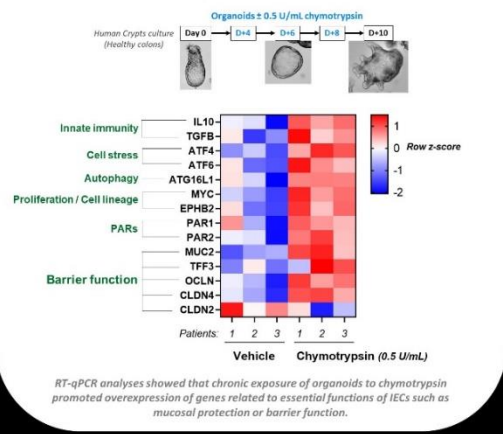 Organoids ± 0.5 U/mL chymotrypsin
Human Crypts culture
(Healthy colons)
Day 0 D+4 D+6 D+8 D+10
Innate immunity
Cell stress
Autophagy
Proliferation / Cell lineage
PARs
Barrier function
IL10
TGFB
ATF4
ATF6
ATG16L1
MYC
EPHB2
PAR1
PAR2
MUC2
TFF3
OCLN
CLDN4
CLDN2
1
0
-1
-2
Row z-score
Patients: 1 2 3 1 2 3
Vehicle Chymotrypsin (0.5 U/mL)
RT-qPCR analyses showed that chronic exposure of organoids to chymotrypsin
promoted overexpression of genes related to essential functions of IECs such as
mucosal protection or barrier function.